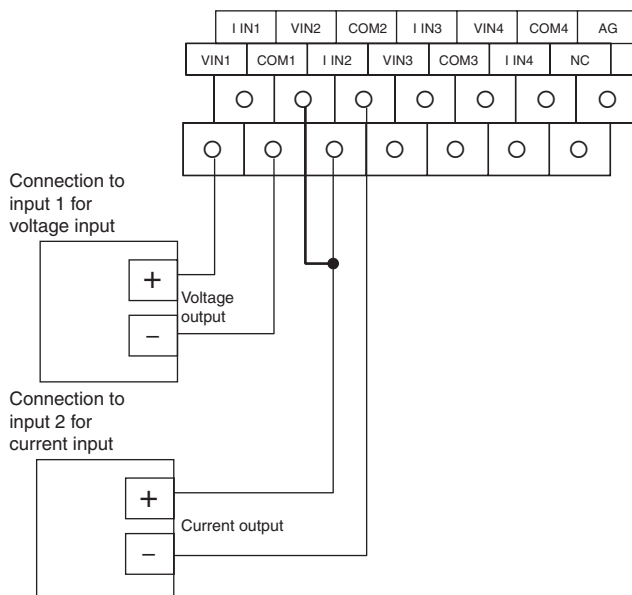 I IN1 VIN2 COM2 I IN3 VIN4 COM4 AG
VIN1 COM1 I IN2 VIN3 COM3 I IN4 NC
Connection to
input 1 for
voltage input
+
Voltage
output
−
Connection to
input 2 for
current input
+
Current output
−